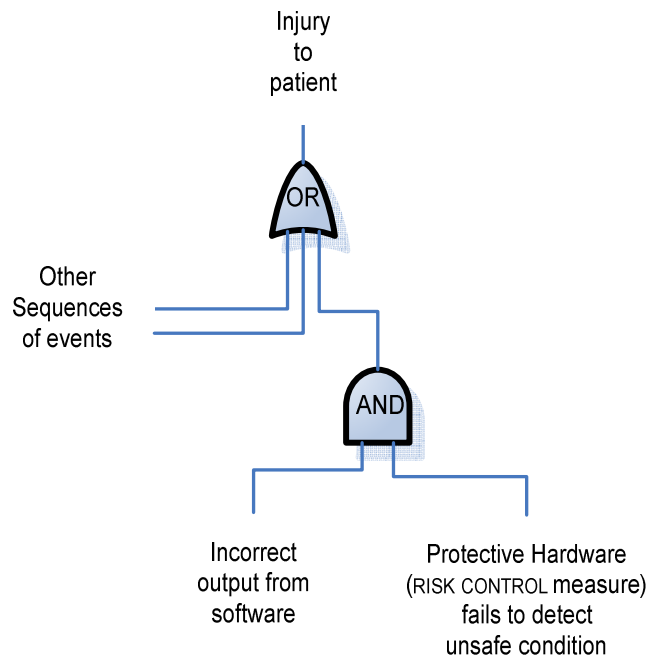 Injury
to
patient
OR
Other
Sequences
of events
AND
Incorrect
output from
software
Protective Hardware
(RISK CONTROL measure)
fails to detect
unsafe condition